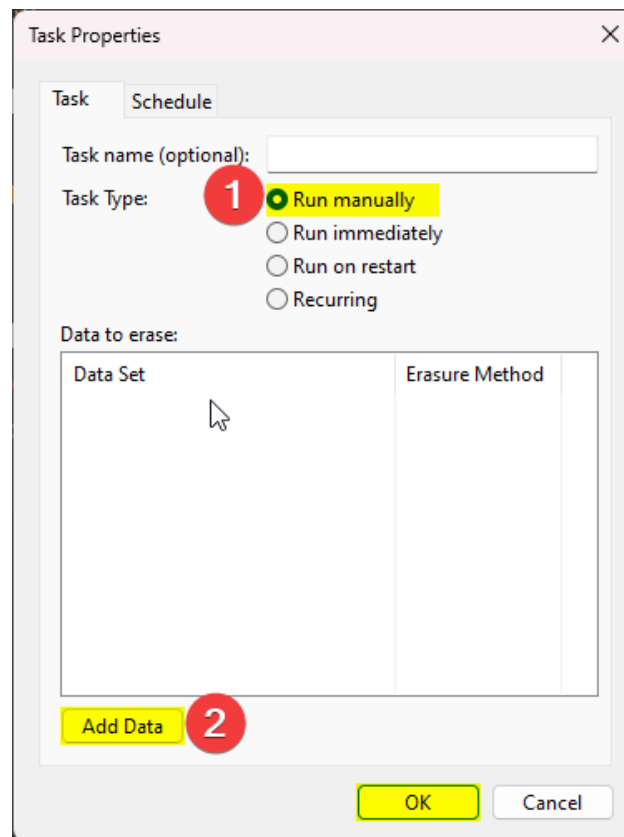 Task Properties
Task Schedule
Task name (optional):
Task Type: 1 Run manually
Run immediately
Run on restart
Recurring
Data to erase:
Data Set Erasure Method
Add Data 2
OK Cancel